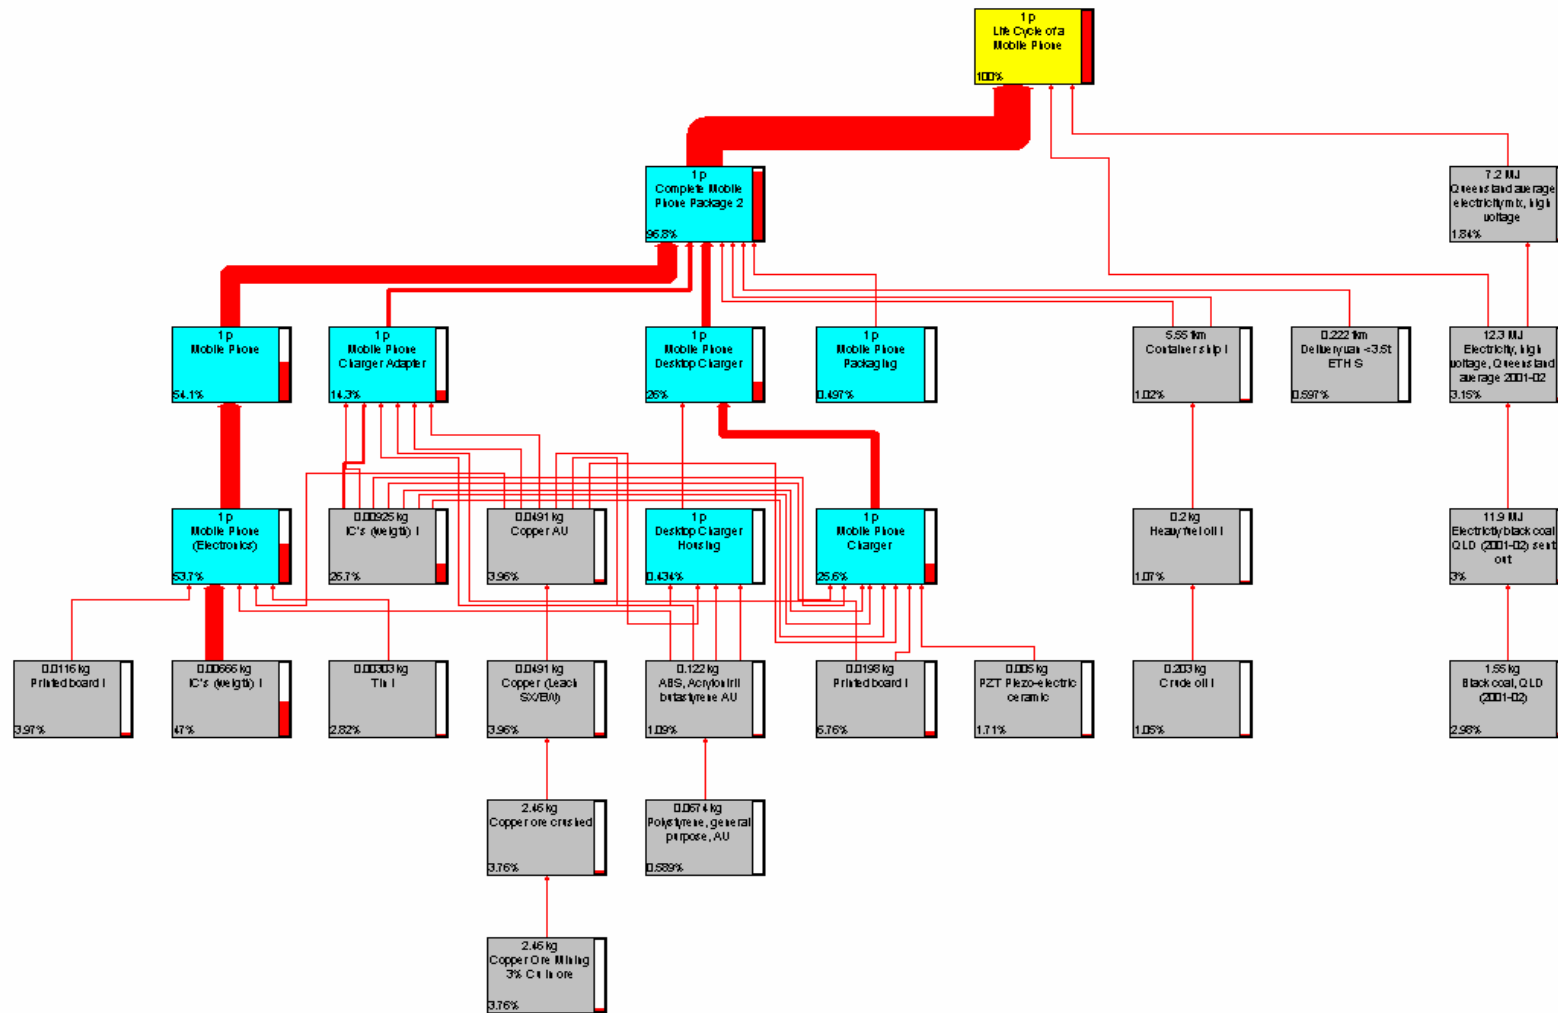 1 p
Life Cycle of a
Mobile Phone
100%
1 p
Complete Mobile
Phone Package 2
96.8%
7.2 MJ
Queensland average
electricity mix, high
voltage
1.84%
1 p
Mobile Phone
54.1%
1 p
Mobile Phone
Charger Adapter
14.3%
1 p
Mobile Phone
Desktop Charger
26%
1 p
Mobile Phone
Packaging
0.497%
5.55 tkm
Container ship I
1.02%
0.222 tkm
Delivery van <3.5t
ETH S
0.597%
12.3 MJ
Electricity, high
voltage, Queensland
average 2001-02
3.15%
1 p
Mobile Phone
(Electronics)
53.7%
0.00925 kg
IC's (weight) I
26.7%
0.0491 kg
Copper AU
3.96%
1 p
Desktop Charger
Housing
0.434%
1 p
Mobile Phone
Charger
25.6%
0.2 kg
Heavy fuel oil I
1.07%
11.9 MJ
Electricity black coal
QLD (2001-02) sent
out
3%
0.0116 kg
Printed board I
3.97%
0.00666 kg
IC's (weight) I
47%
0.00303 kg
Tin I
2.82%
0.0491 kg
Copper (Leach
SX/EW)
3.96%
0.122 kg
ABS, Acrylonitril
butastyrene AU
1.09%
0.0198 kg
Printed board I
6.76%
0.005 kg
PZT Piezo-electric
ceramic
1.71%
0.203 kg
Crude oil I
1.05%
1.55 kg
Black coal, QLD
(2001-02)
2.98%
2.46 kg
Copper ore crushed
3.76%
0.0674 kg
Polystyrene, general
purpose, AU
0.589%
2.46 kg
Copper Ore Mining
3% Cu in ore
3.76%